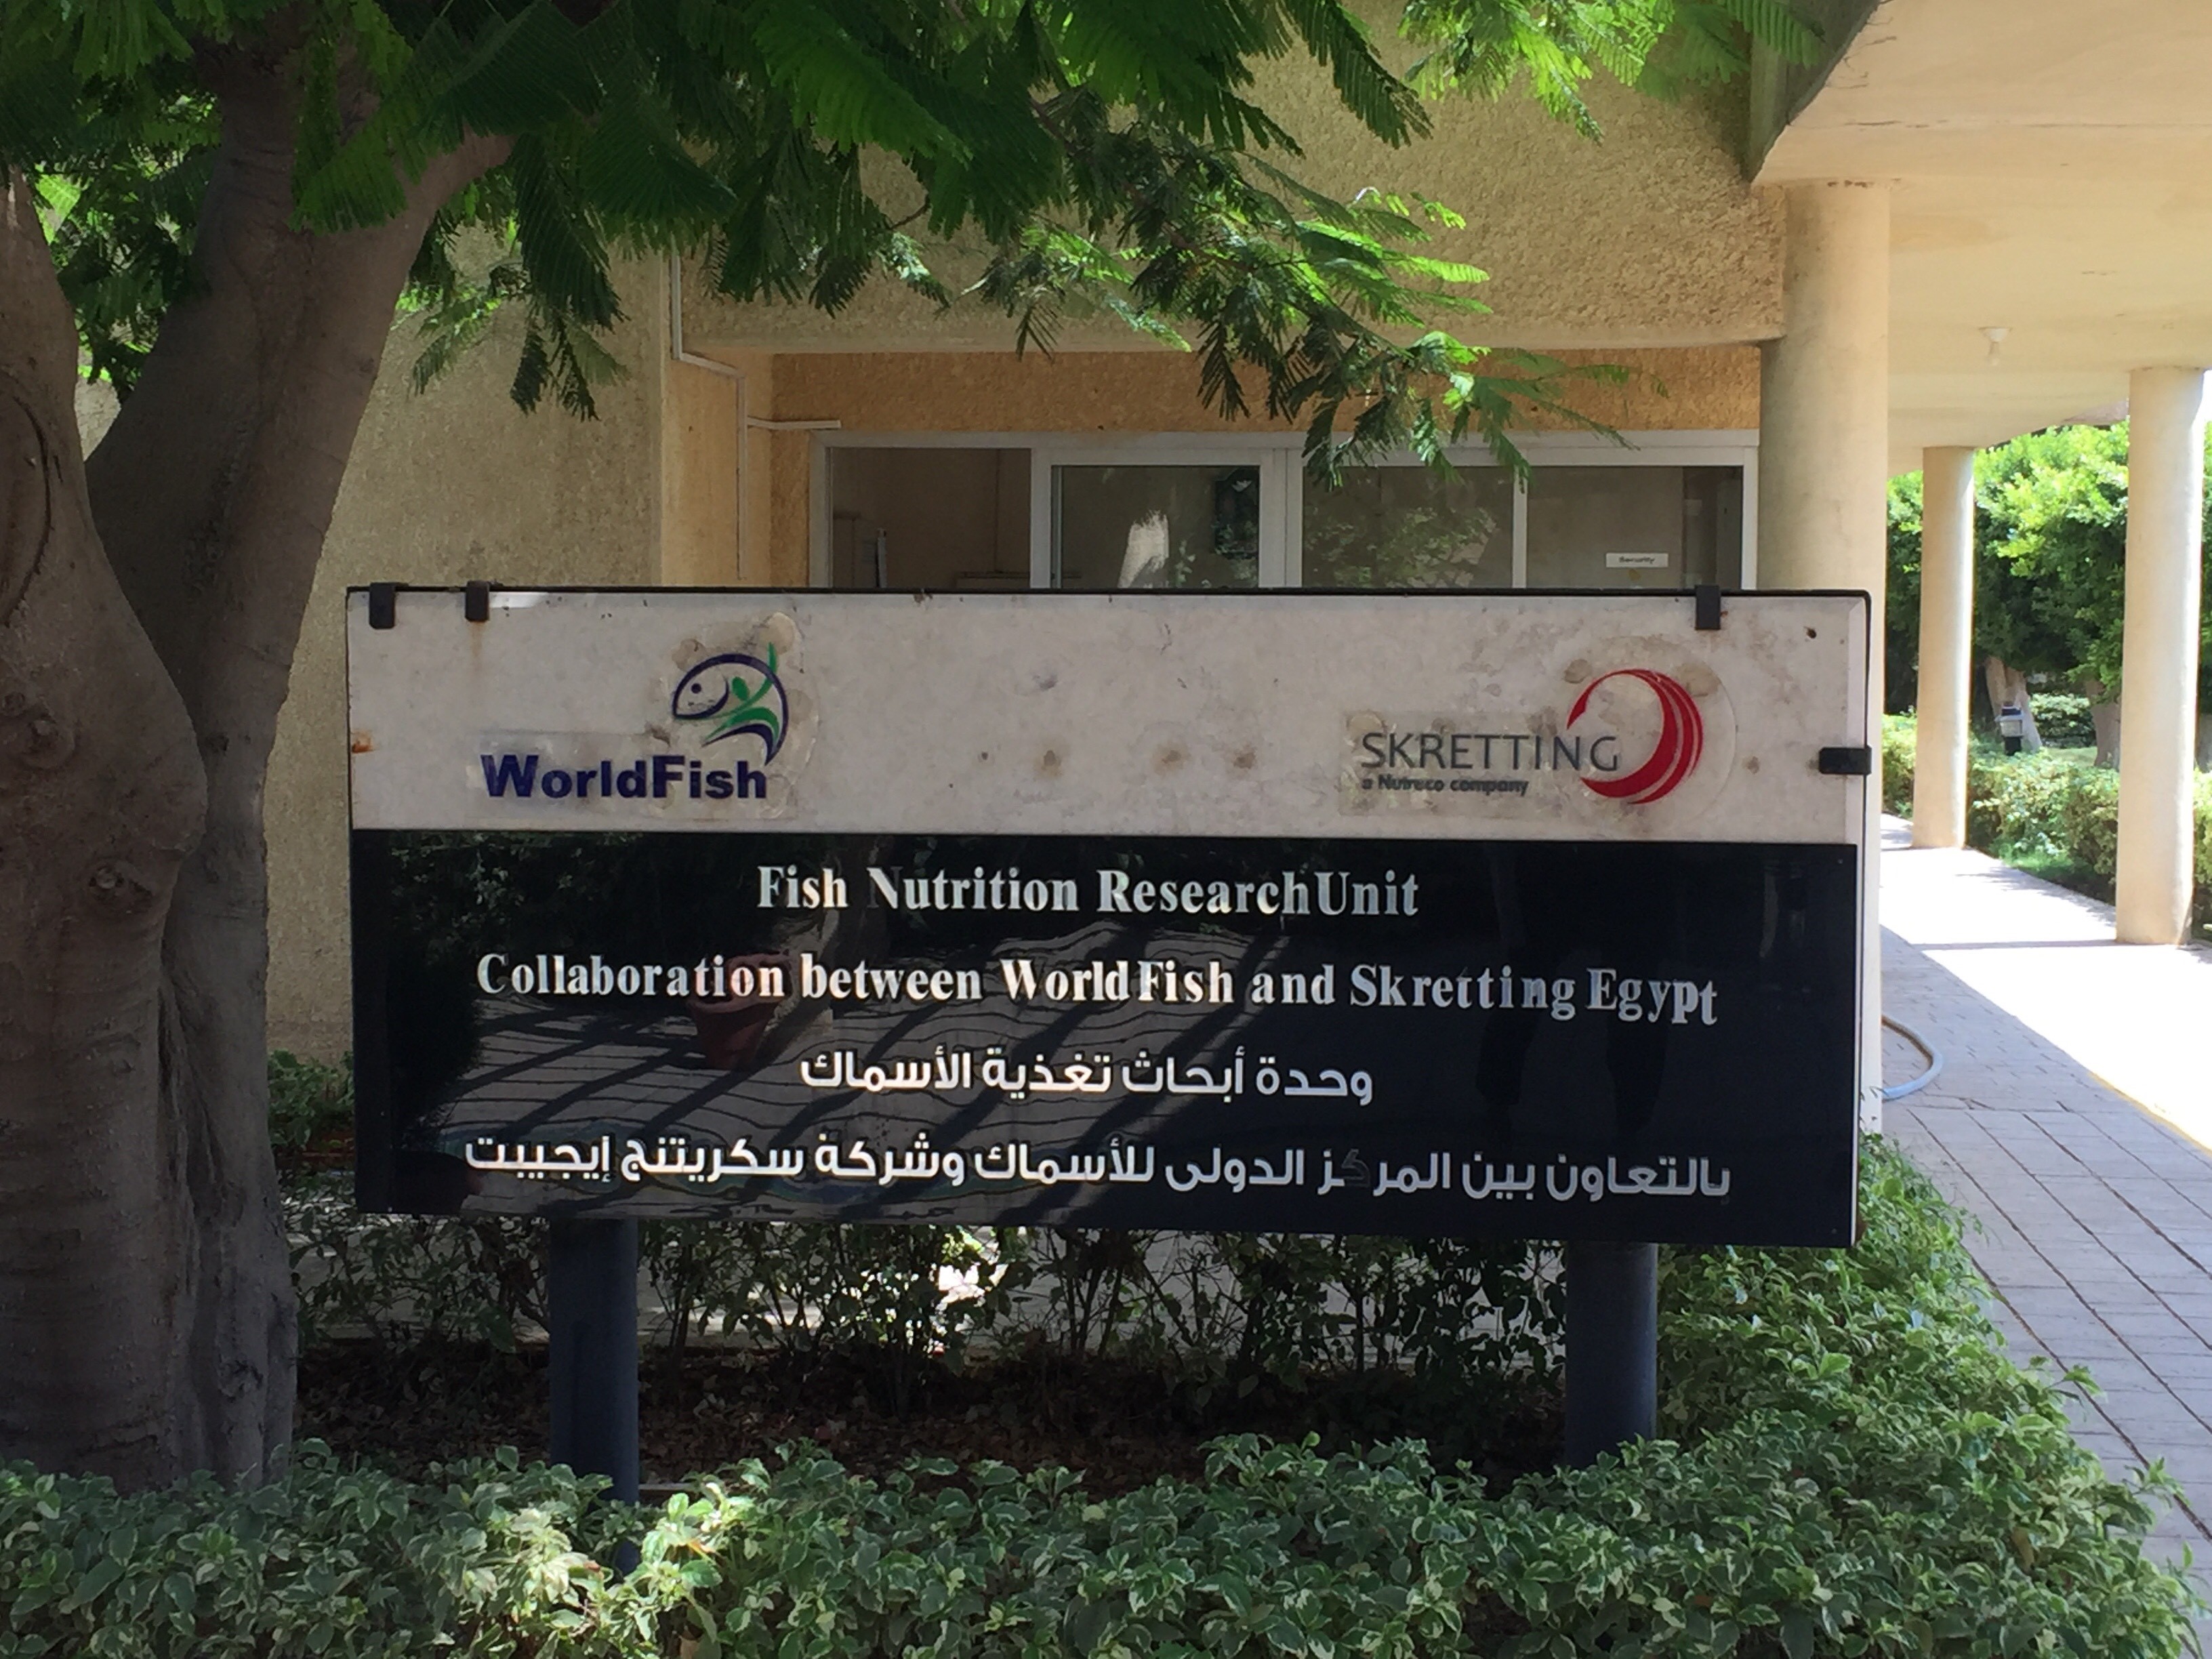 Security
WorldFish
SKRETTING
a Nutreco company
Fish Nutrition ResearchUnit
Collaboration between WorldFish and Skretting Egypt
وحدة أبحاث تغذية الأسماك
بالتعاون بين المركز الدولى للأسماك وشركة سكريتنج إيجيبت